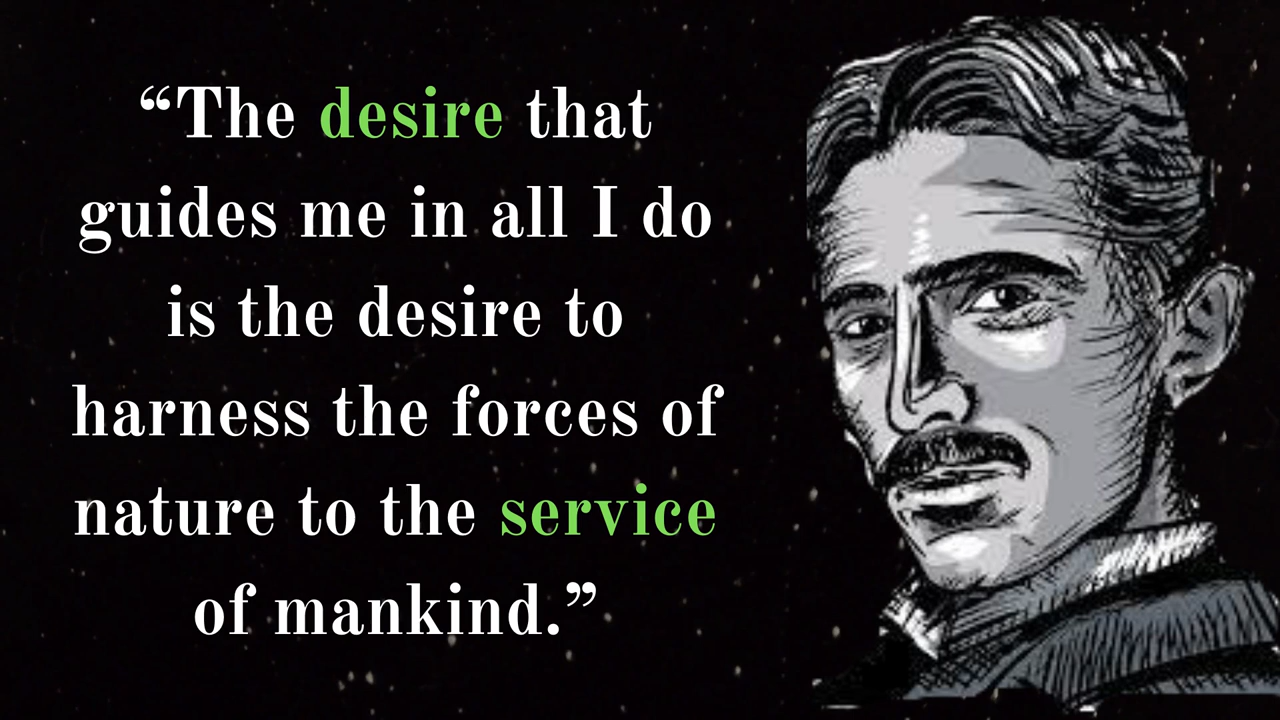 “The desire that
guides me in all I do
is the desire to
harness the forces of
nature to the service
of mankind.”